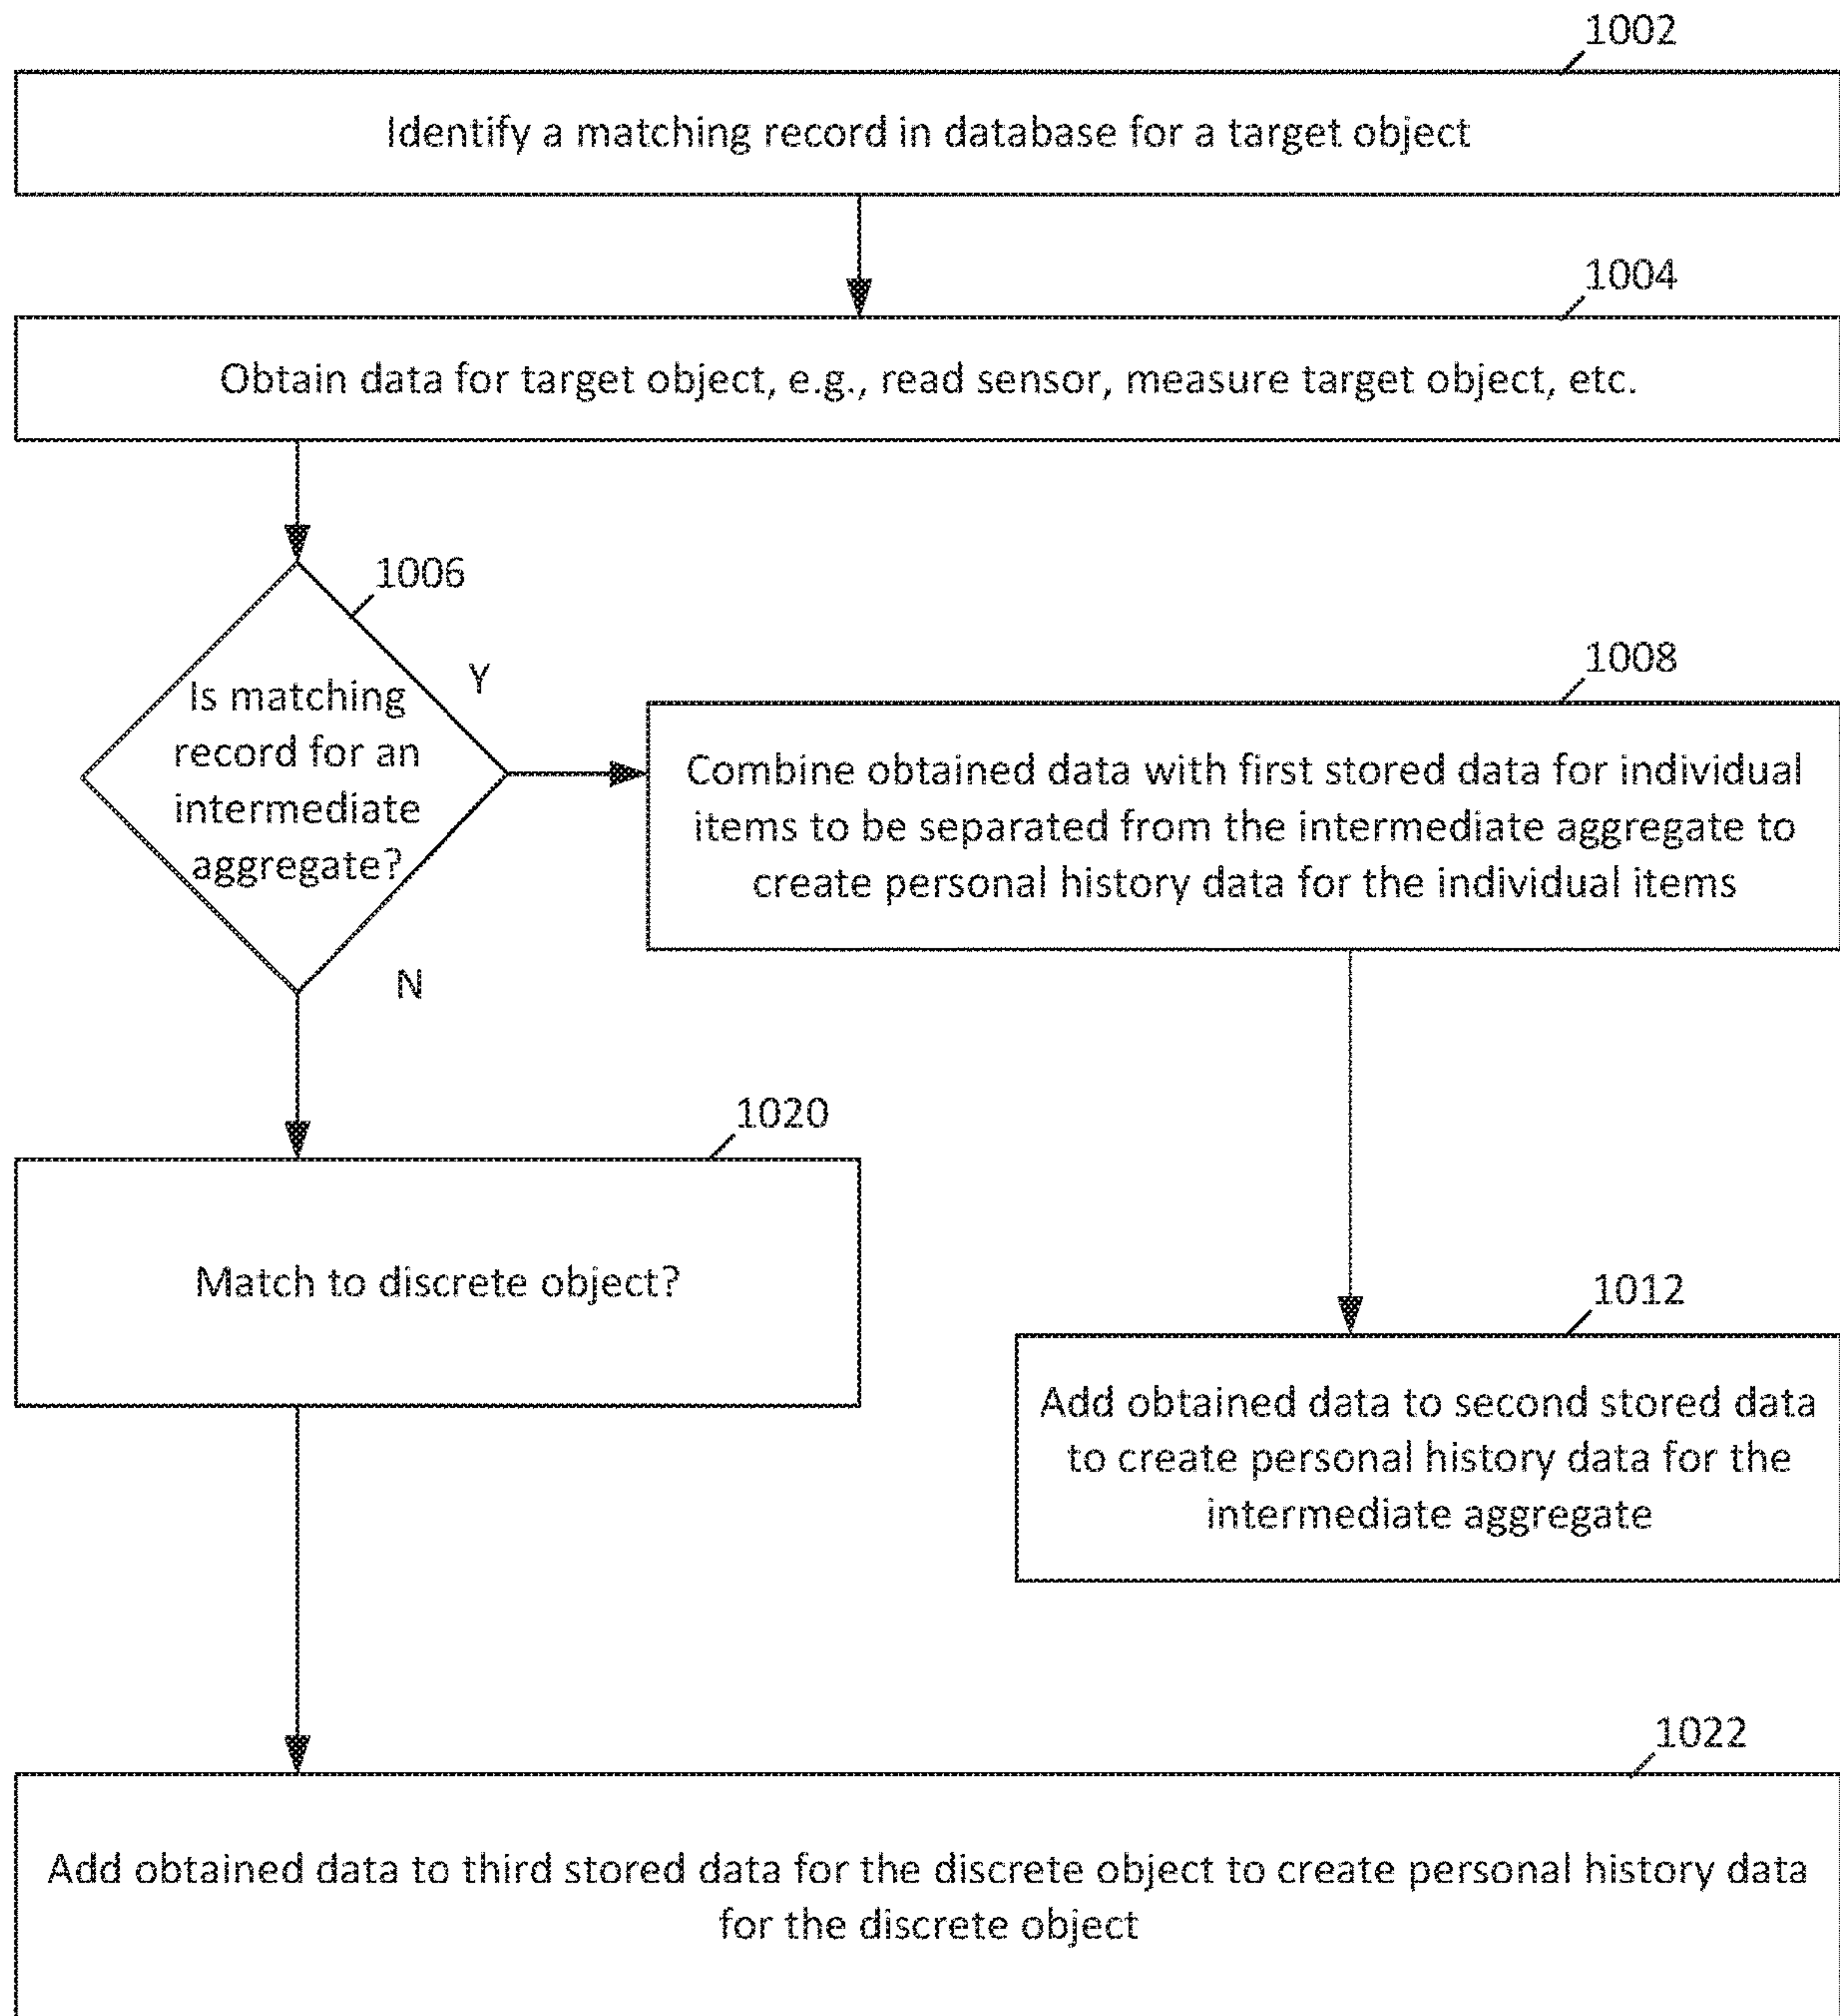 1002
Identify a matching record in database for a target object
1004
Obtain data for target object, e.g., read sensor, measure target object, etc.
1006
Is matching
record for an
intermediate
aggregate?
Y
N
1008
Combine obtained data with first stored data for individual
items to be separated from the intermediate aggregate to
create personal history data for the individual items
1020
Match to discrete object?
1012
Add obtained data to second stored data
to create personal history data for the
intermediate aggregate
1022
Add obtained data to third stored data for the discrete object to create personal history data
for the discrete object